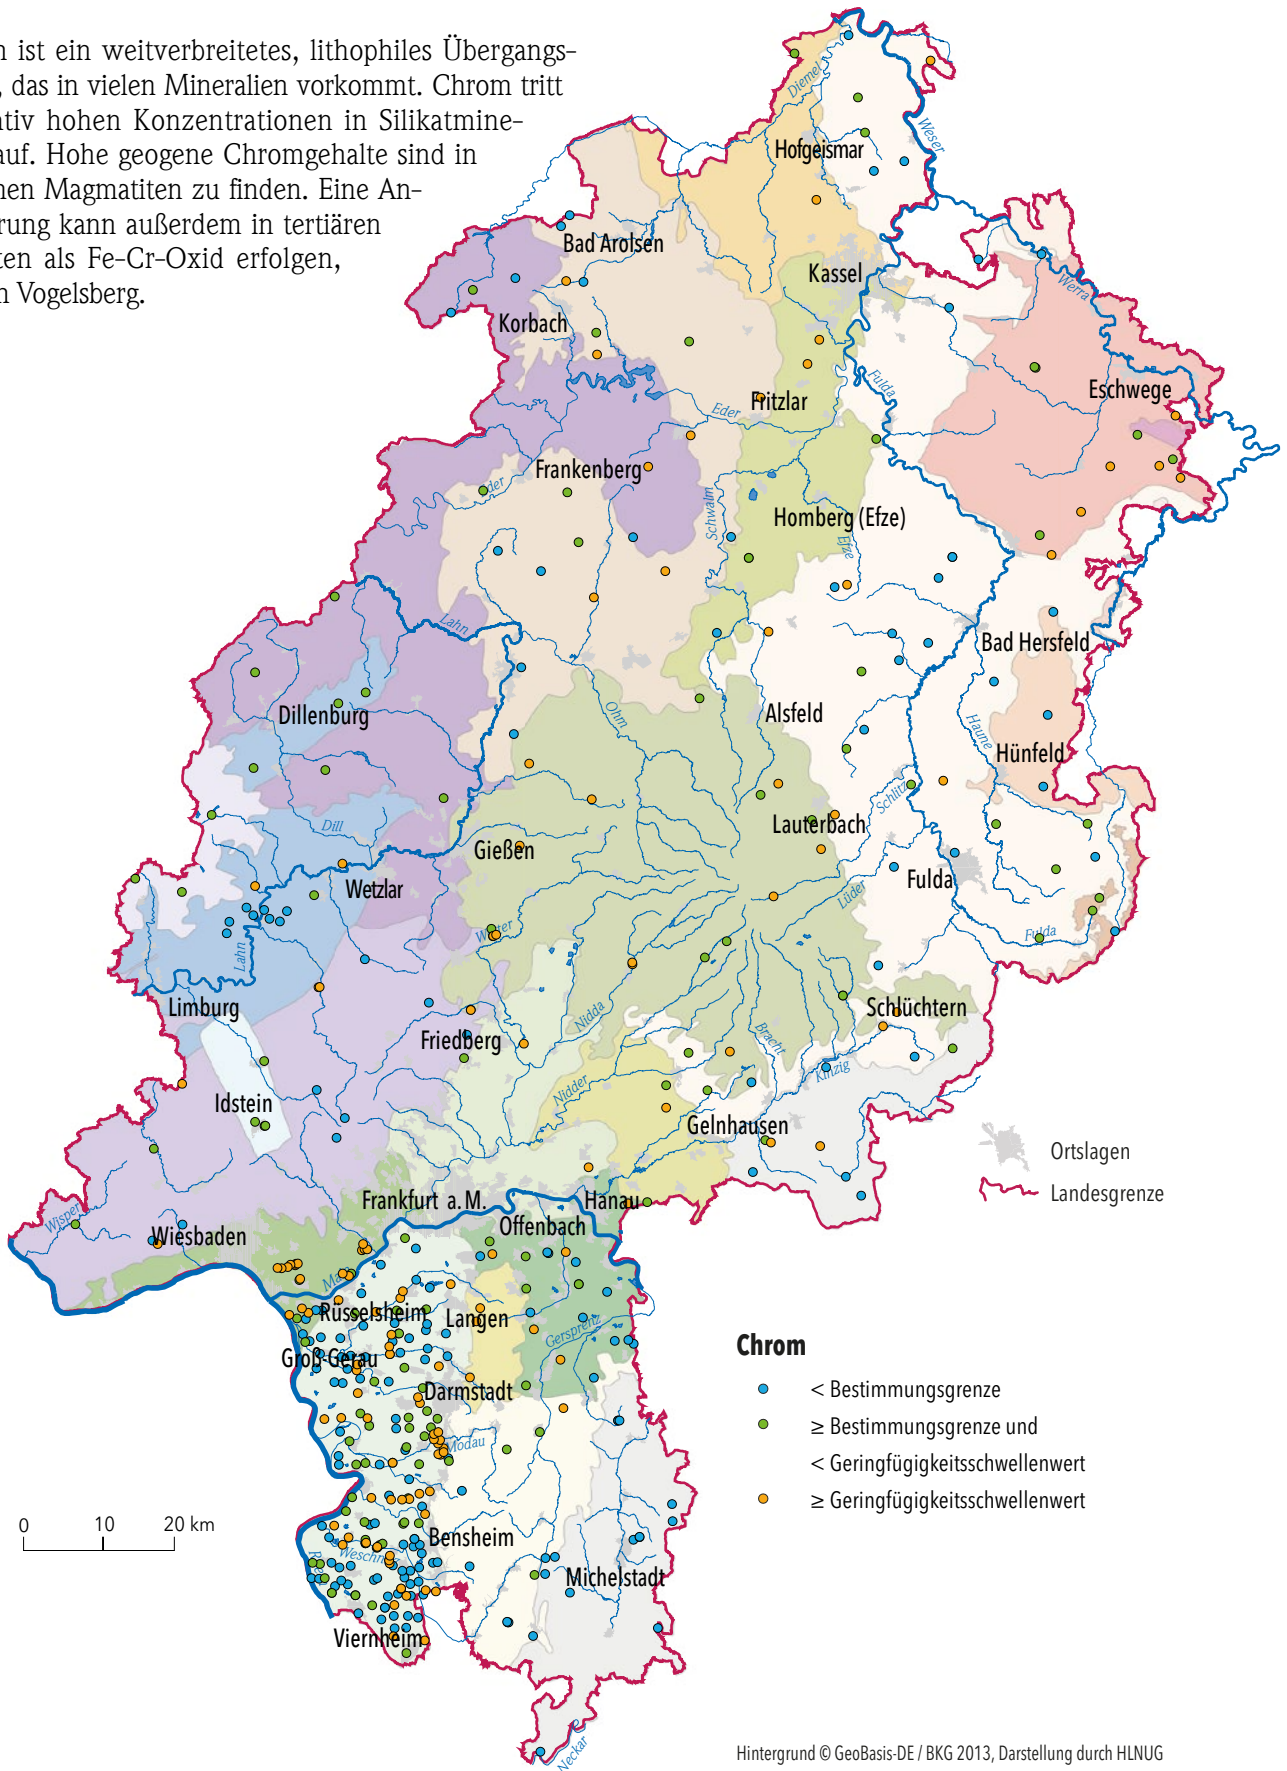 n ist ein weitverbreitetes, lithophiles Übergangs-
, das in vielen Mineralien vorkommt. Chrom tritt
ativ hohen Konzentrationen in Silikatmine-
auf. Hohe geogene Chromgehalte sind in
hen Magmatiten zu finden. Eine An-
rung kann außerdem in tertiären
ten als Fe-Cr-Oxid erfolgen,
n Vogelsberg.
Diemel
Weser
Hofgeismar
Bad Arolsen
Kassel
Werra
Korbach
Fulda
Eschwege
Fritzlar
Eder
Frankenberg
Eder
Schwalm
Homberg (Efze)
Efze
Lahn
Bad Hersfeld
Dillenburg
Ohm
Alsfeld
Haune
Hünfeld
Schlitz
Dill
Lauterbach
Gießen
Wetzlar
Fulda
Lüder
Wetter
Fulda
Lahn
Limburg
Nidda
Schlüchtern
Friedberg
Bracht
Kinzig
Nidder
Idstein
Gelnhausen
Ortslagen
Landesgrenze
Frankfurt a.M.
Hanau
Wisper
Wiesbaden
Offenbach
Main
Rüsselsheim
Langen
Gersprenz
Groß-Gerau
Darmstadt
Modau
Bensheim
Weschnitz
Rhein
Michelstadt
Viernheim
Neckar
Chrom
< Bestimmungsgrenze
≥ Bestimmungsgrenze und
< Geringfügigkeitsschwellenwert
≥ Geringfügigkeitsschwellenwert
0 10 20 km
Hintergrund © GeoBasis-DE / BKG 2013, Darstellung durch HLNUG